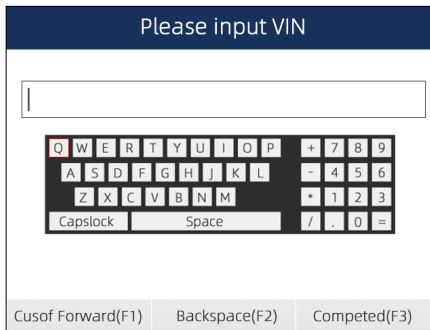 Please input VIN
Q W E R T Y U I O P + 7 8 9
A S D F G H J K L - 4 5 6
Z X C V B N M * 1 2 3
Capslock Space / . 0 =
Cusof Forward(F1) Backspace(F2) Competed(F3)